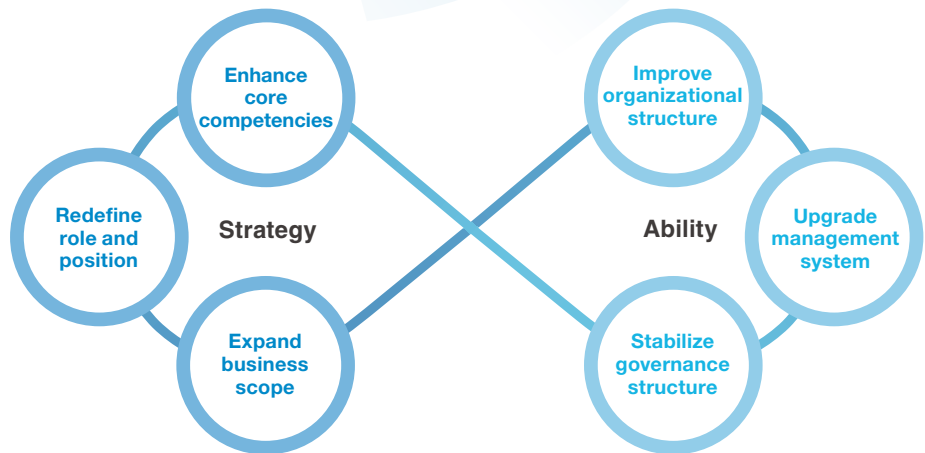 Enhance
core
competencies
Redefine
role and
position
Strategy
Expand
business
scope
Improve
organizational
structure
Ability
Upgrade
management
system
Stabilize
governance
structure